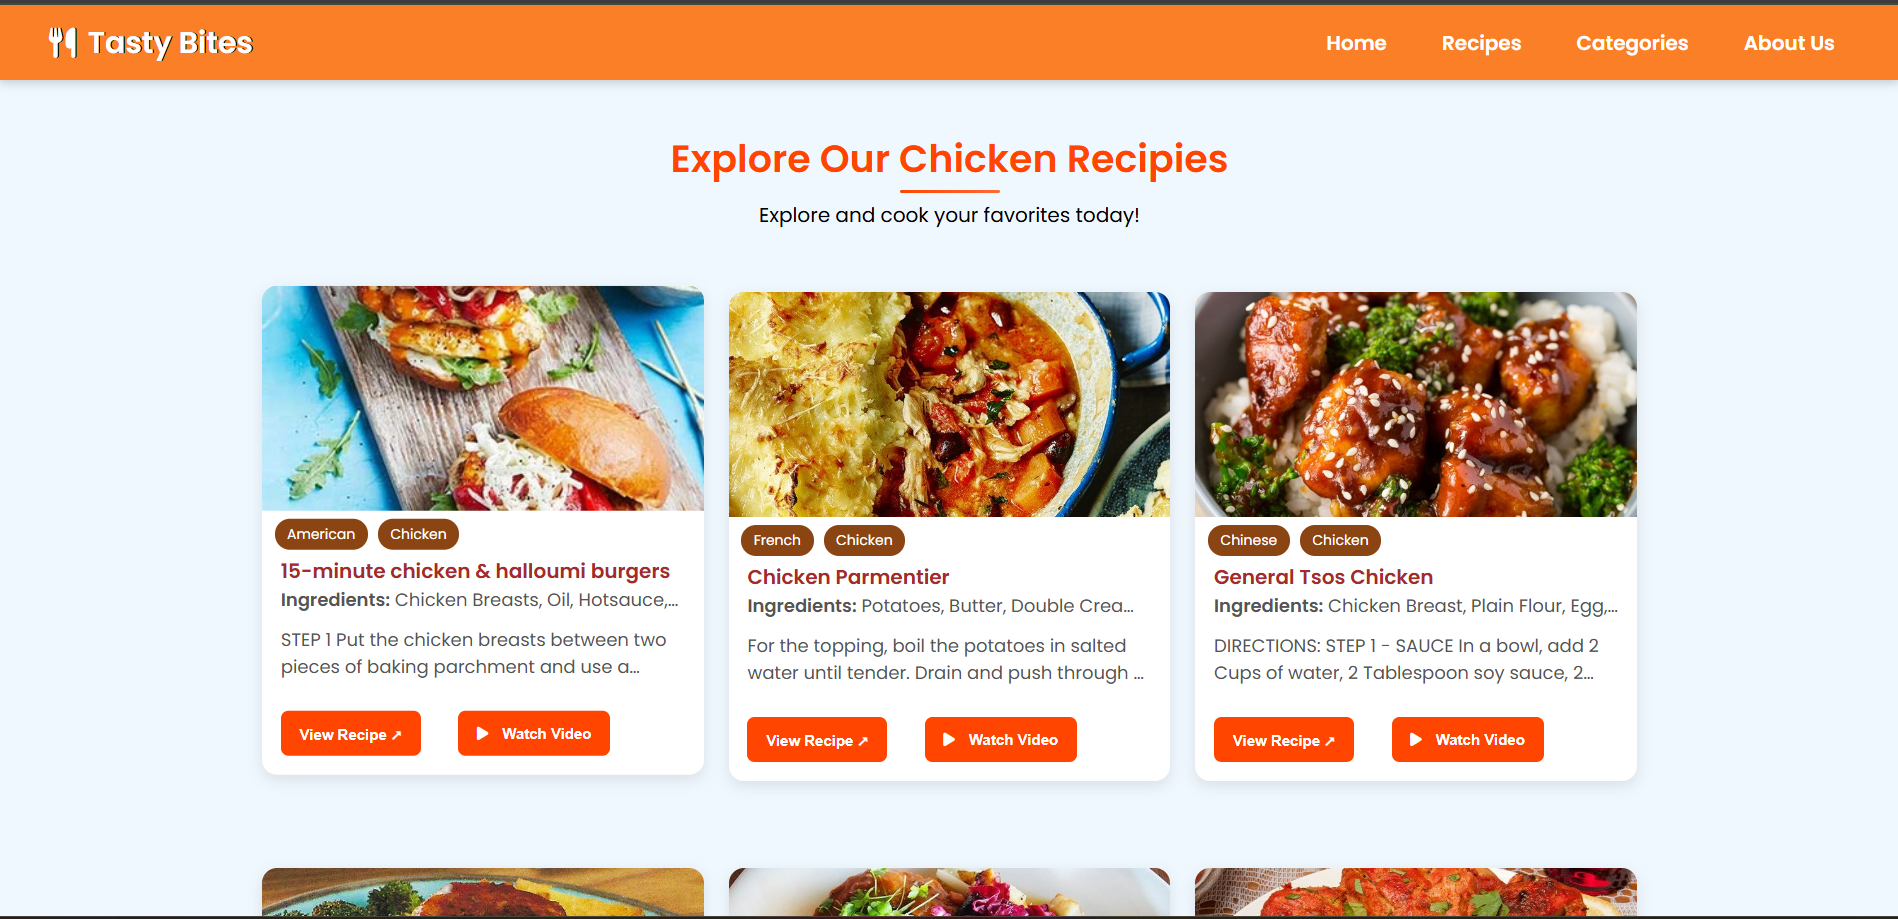 Tasty Bites
Home Recipes Categories About Us
Explore Our Chicken Recipies
Explore and cook your favorites today!
American Chicken
15-minute chicken & halloumi burgers
Ingredients: Chicken Breasts, Oil, Hotsauce,...
STEP 1 Put the chicken breasts between two
pieces of baking parchment and use a...
View Recipe ↗ Watch Video
French Chicken
Chicken Parmentier
Ingredients: Potatoes, Butter, Double Crea...
For the topping, boil the potatoes in salted
water until tender. Drain and push through ...
View Recipe ↗ Watch Video
Chinese Chicken
General Tsos Chicken
Ingredients: Chicken Breast, Plain Flour, Egg,...
DIRECTIONS: STEP 1 - SAUCE In a bowl, add 2
Cups of water, 2 Tablespoon soy sauce, 2...
View Recipe ↗ Watch Video